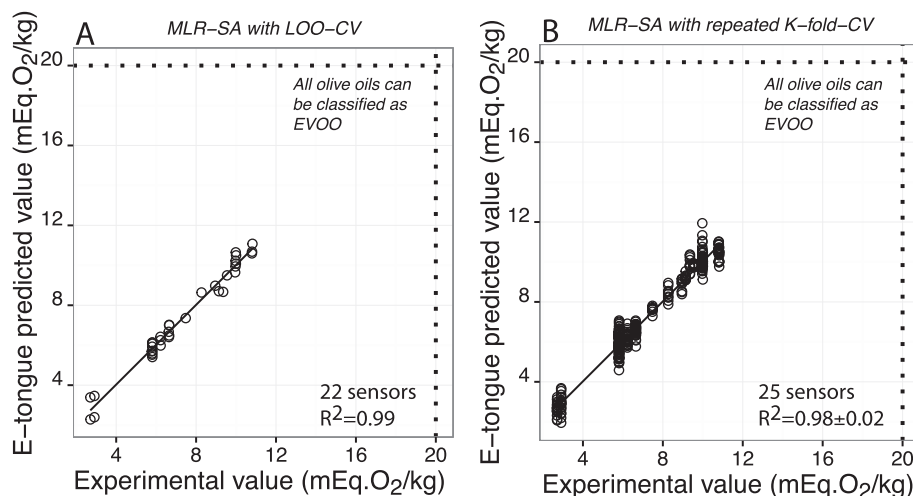 A
MLR–SA with LOO–CV
E–tongue predicted value (mEq.O2/kg)
20
16
12
8
4
All olive oils can
be classified as
EVOO
22 sensors
R2=0.99
4 8 12 16 20
Experimental value (mEq.O2/kg)
B
MLR–SA with repeated K–fold–CV
E–tongue predicted value (mEq.O2/kg)
20
16
12
8
4
All olive oils can
be classified as
EVOO
25 sensors
R2=0.98±0.02
4 8 12 16 20
Experimental value (mEq.O2/kg)